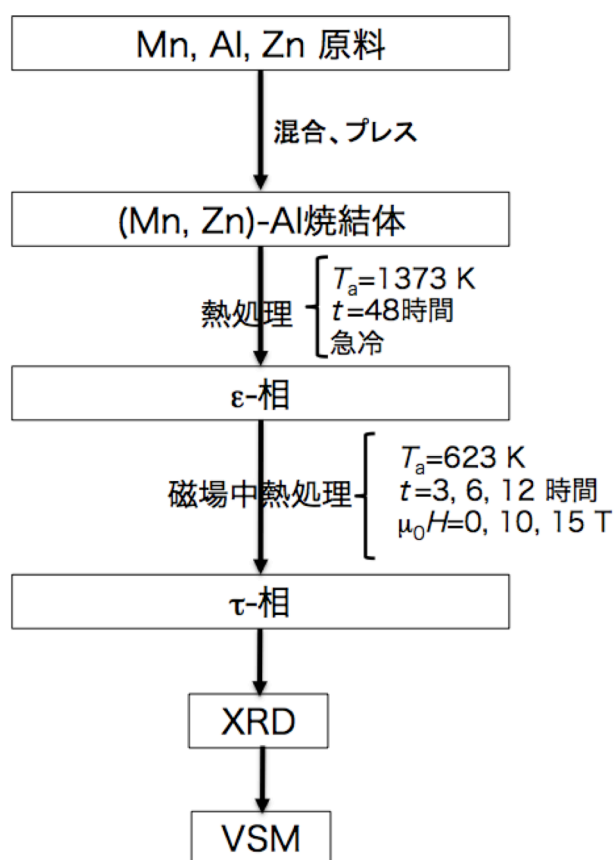 Mn, Al, Zn 原料
混合、プレス
(Mn, Zn)-Al焼結体
熱処理
Ta=1373 K
t=48時間
急冷
ε-相
磁場中熱処理
Ta=623 K
t=3, 6, 12 時間
μ0H=0, 10, 15 T
τ-相
XRD
VSM